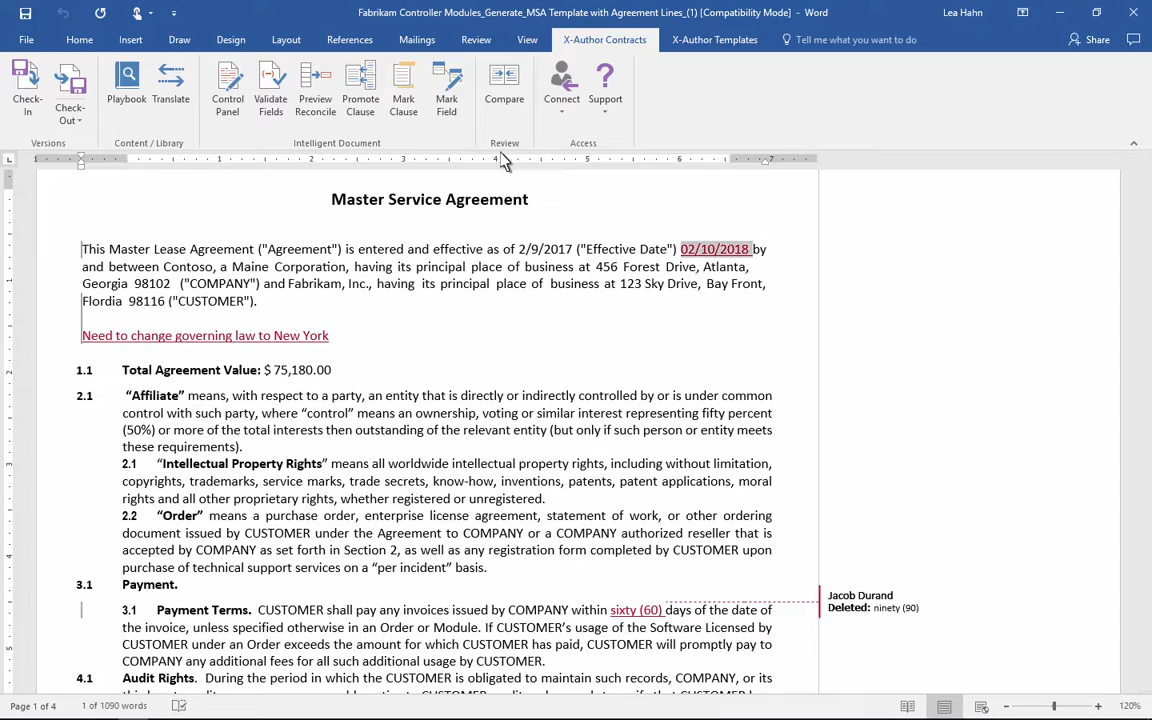 Fabrikam Controller Modules_Generate_MSA Template with Agreement Lines_(1) [Compatibility Mode] - Word
Lea Hahn
File Home Insert Draw Design Layout References Mailings Review View X-Author Contracts X-Author Templates Tell me what you want to do Share
Check-In
Check-Out
Playbook
Translate
Control Panel
Validate Fields
Preview Reconcile
Promote Clause
Mark Clause
Mark Field
Compare
Connect
Support
Versions Content / Library Intelligent Document Review Access
1 1 2 3 4 5 6 7
Master Service Agreement
This Master Lease Agreement ("Agreement") is entered and effective as of 2/9/2017 ("Effective Date") 02/10/2018 by
and between Contoso, a Maine Corporation, having its principal place of business at 456 Forest Drive, Atlanta,
Georgia 98102 ("COMPANY") and Fabrikam, Inc., having its principal place of business at 123 Sky Drive, Bay Front,
Flordia 98116 ("CUSTOMER").
Need to change governing law to New York
1.1 Total Agreement Value: $ 75,180.00
2.1 “Affiliate” means, with respect to a party, an entity that is directly or indirectly controlled by or is under common
control with such party, where “control” means an ownership, voting or similar interest representing fifty percent
(50%) or more of the total interests then outstanding of the relevant entity (but only if such person or entity meets
these requirements).
2.1 “Intellectual Property Rights” means all worldwide intellectual property rights, including without limitation,
copyrights, trademarks, service marks, trade secrets, know-how, inventions, patents, patent applications, moral
rights and all other proprietary rights, whether registered or unregistered.
2.2 “Order” means a purchase order, enterprise license agreement, statement of work, or other ordering
document issued by CUSTOMER under the Agreement to COMPANY or a COMPANY authorized reseller that is
accepted by COMPANY as set forth in Section 2, as well as any registration form completed by CUSTOMER upon
purchase of technical support services on a “per incident” basis.
3.1 Payment.
3.1 Payment Terms. CUSTOMER shall pay any invoices issued by COMPANY within sixty (60) days of the date of
the invoice, unless specified otherwise in an Order or Module. If CUSTOMER’s usage of the Software Licensed by
CUSTOMER under an Order exceeds the amount for which CUSTOMER has paid, CUSTOMER will promptly pay to
COMPANY any additional fees for all such additional usage by CUSTOMER.
Jacob Durand
Deleted: ninety (90)
4.1 Audit Rights. During the period in which the CUSTOMER is obligated to maintain such records, COMPANY, or its
Page 1 of 4 1 of 1090 words 120%